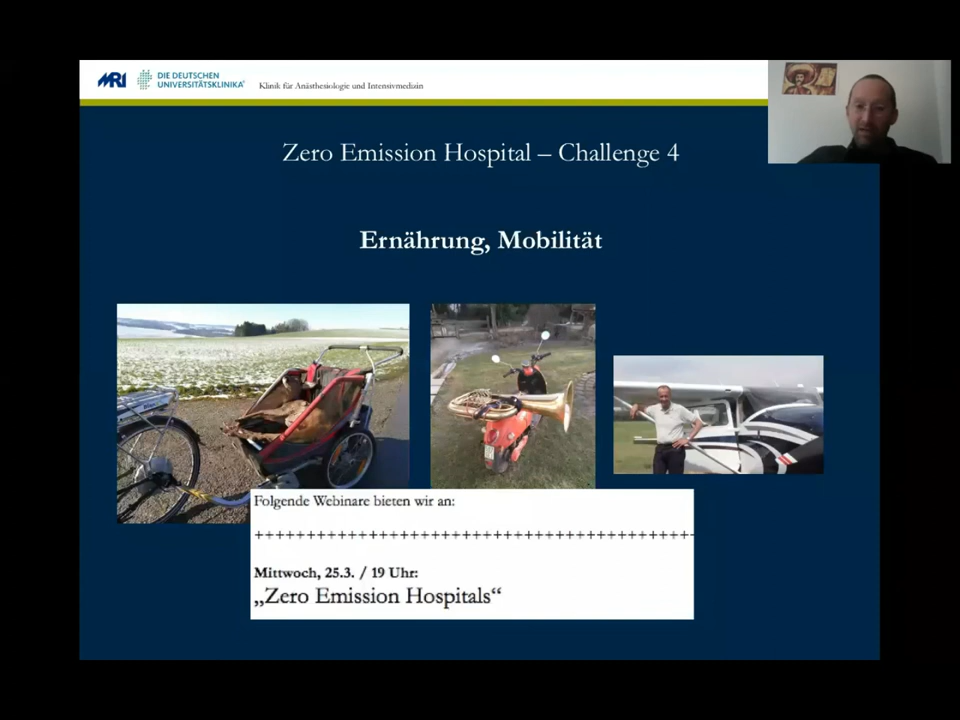 MRI
DIE DEUTSCHEN
UNIVERSITÄTSKLINIKA
Klinik für Anästhesiologie und Intensivmedizin
Zero Emission Hospital – Challenge 4
Ernährung, Mobilität
Folgende Webinare bieten wir an:
++++++++++++++++++++++++++++++++++++++++++
Mittwoch, 25.3. / 19 Uhr:
„Zero Emission Hospitals“